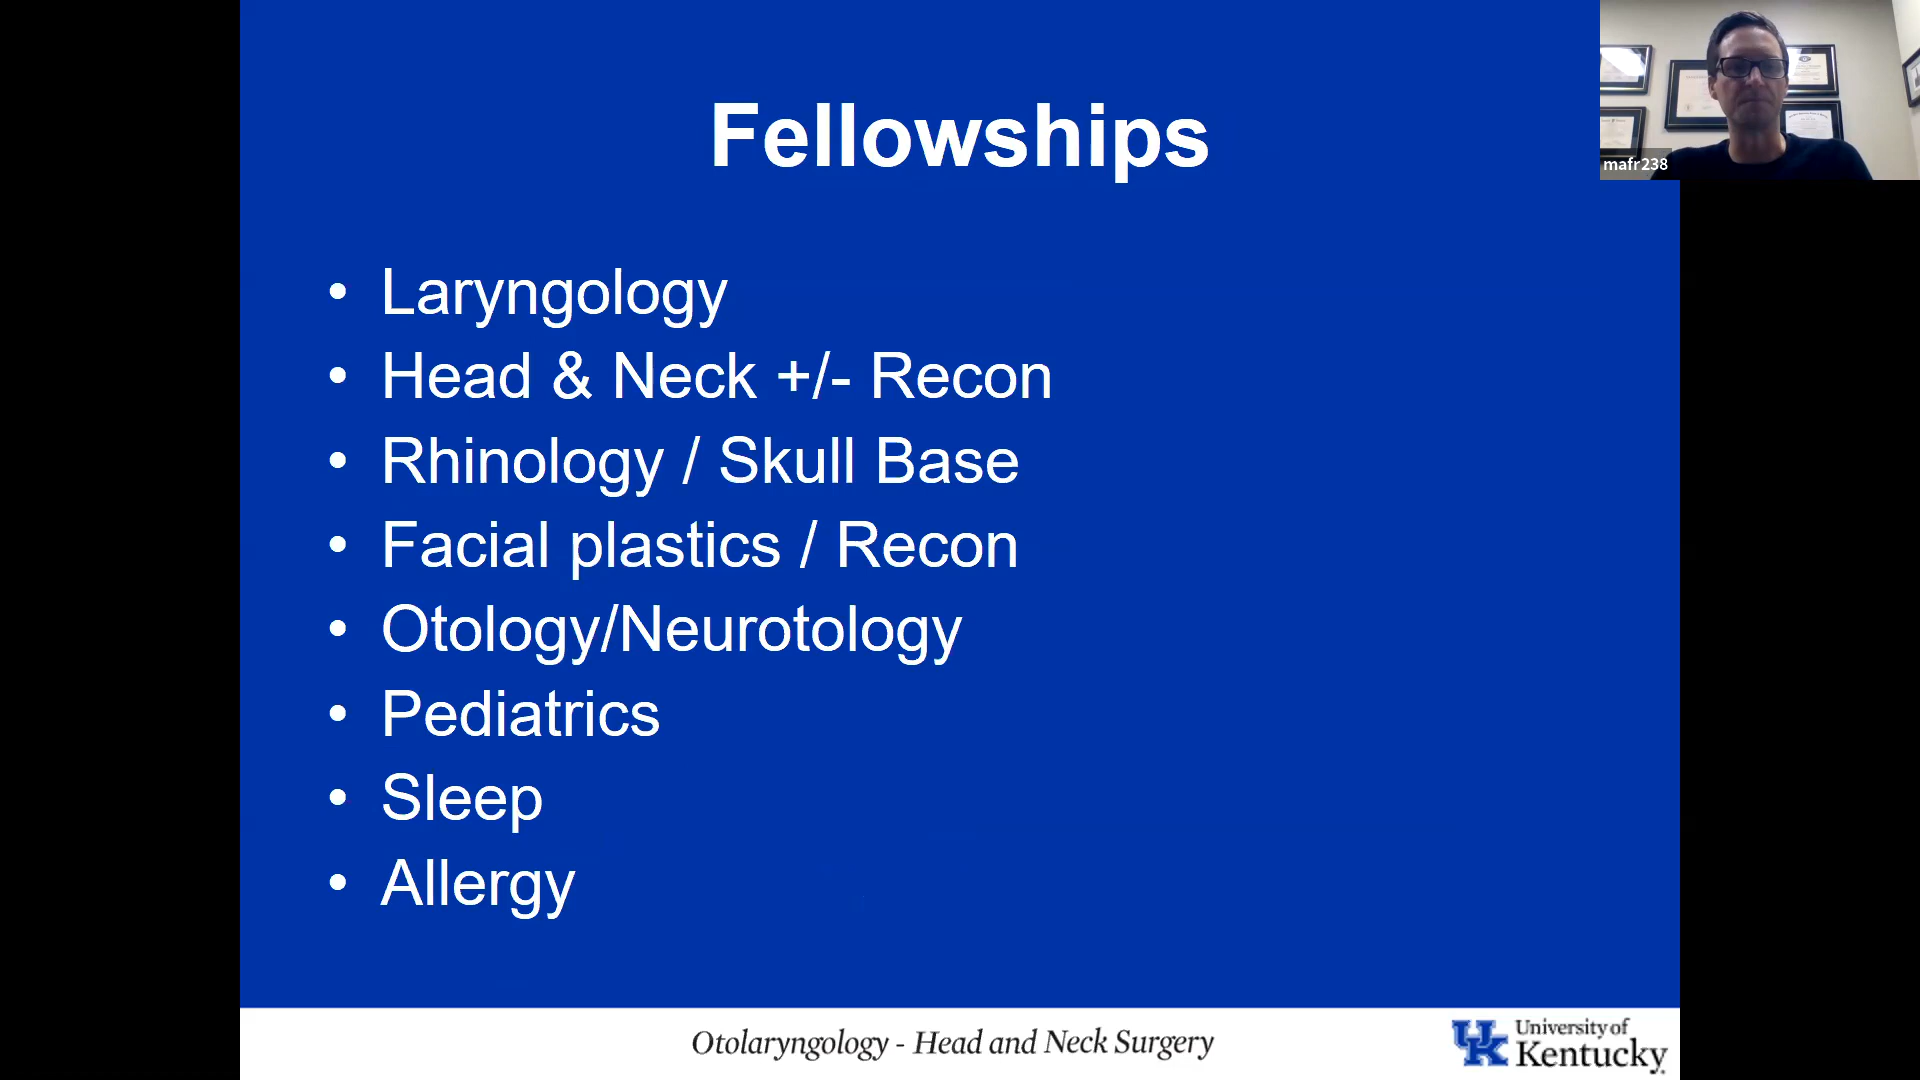 Fellowships
mafr238
• Laryngology
• Head & Neck +/- Recon
• Rhinology / Skull Base
• Facial plastics / Recon
• Otology/Neurotology
• Pediatrics
• Sleep
• Allergy
Otolaryngology - Head and Neck Surgery
UK
University of
Kentucky